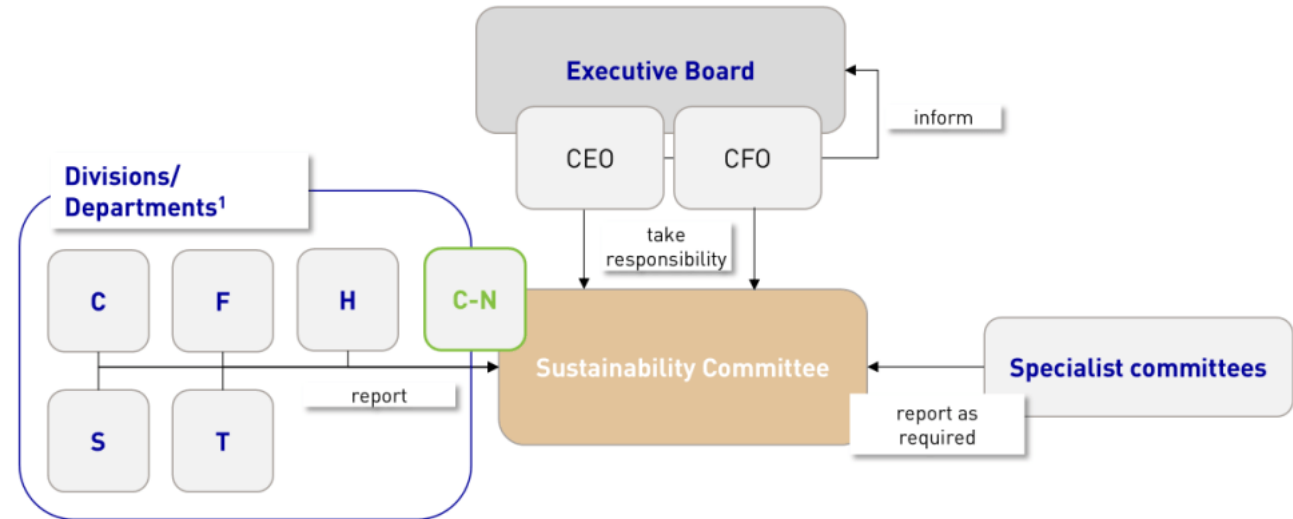 Executive Board
inform
CEO
CFO
Divisions/
Departments¹
take
responsibility
C
F
H
C-N
Sustainability Committee
Specialist committees
report
report as
required
S
T